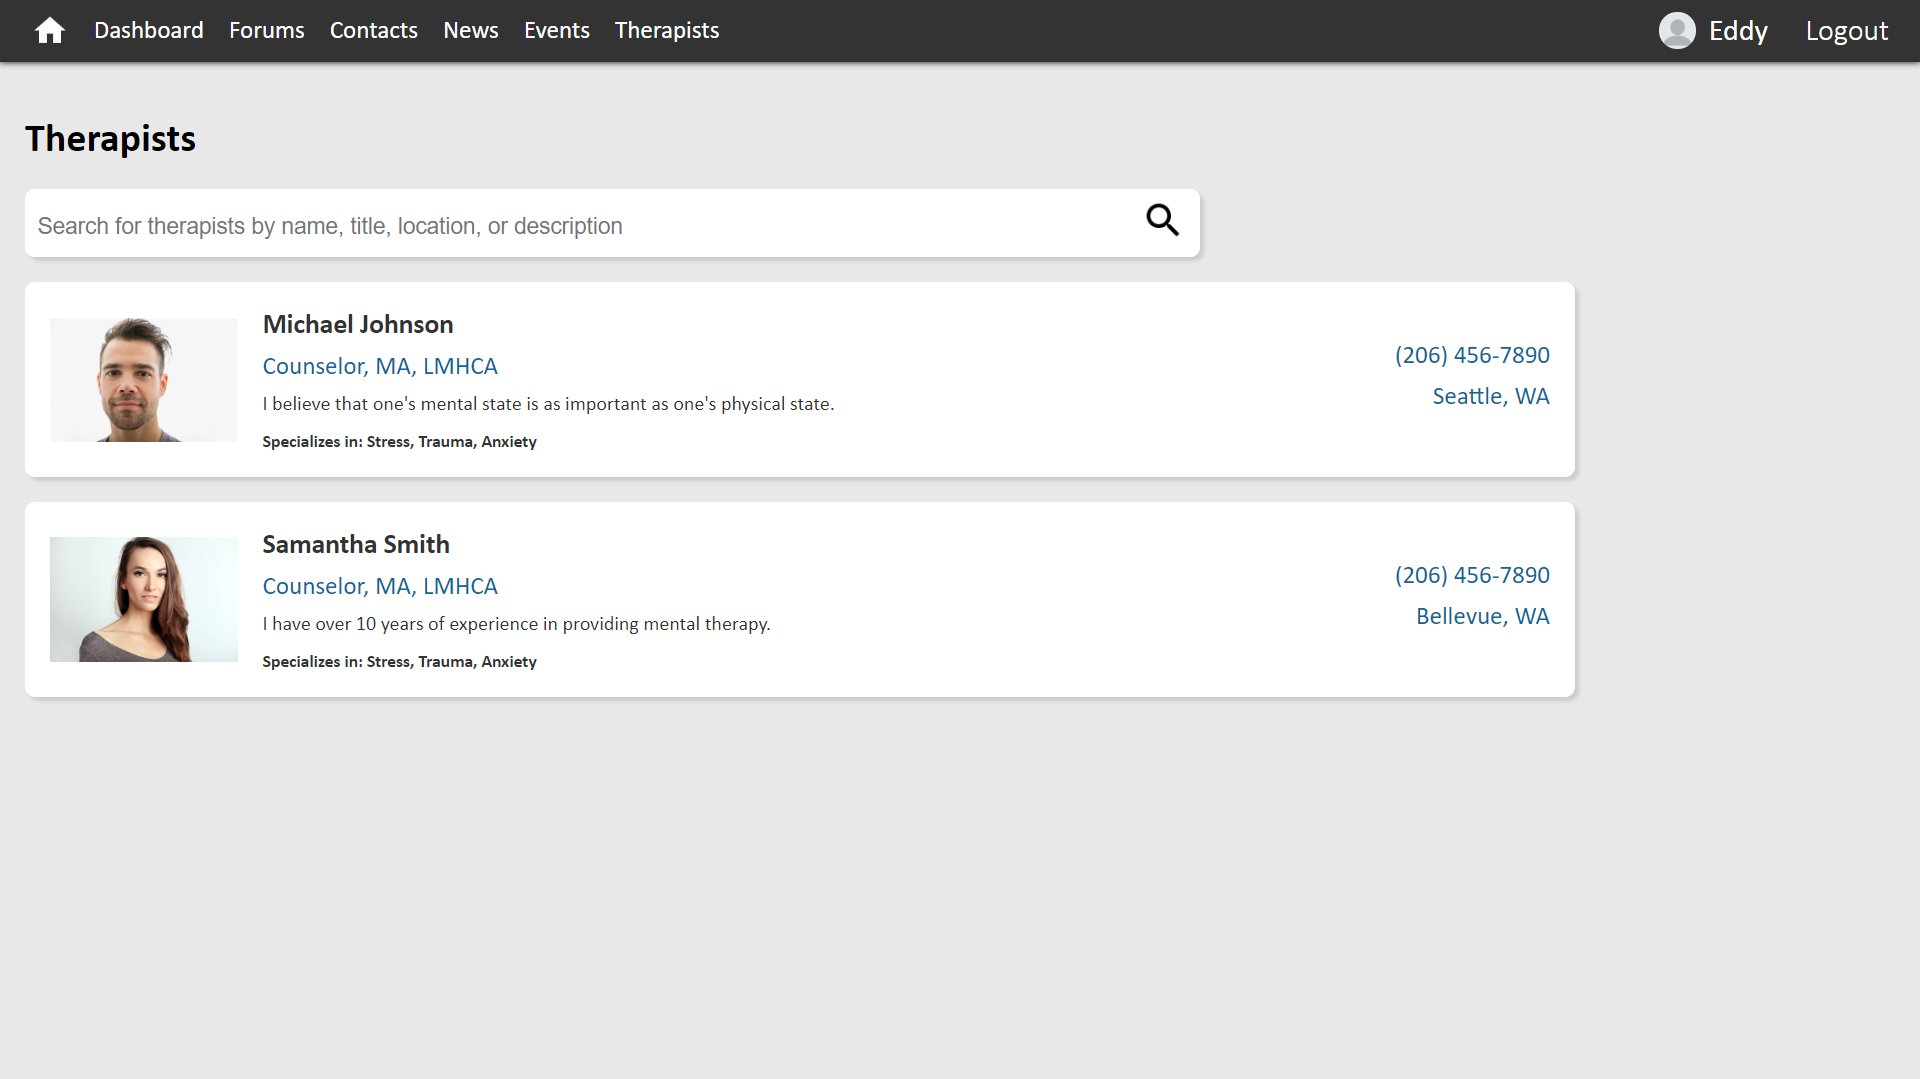 Dashboard Forums Contacts News Events Therapists Eddy Logout
Therapists
Search for therapists by name, title, location, or description
Michael Johnson
Counselor, MA, LMHCA
I believe that one's mental state is as important as one's physical state.
Specializes in: Stress, Trauma, Anxiety
(206) 456-7890
Seattle, WA
Samantha Smith
Counselor, MA, LMHCA
I have over 10 years of experience in providing mental therapy.
Specializes in: Stress, Trauma, Anxiety
(206) 456-7890
Bellevue, WA